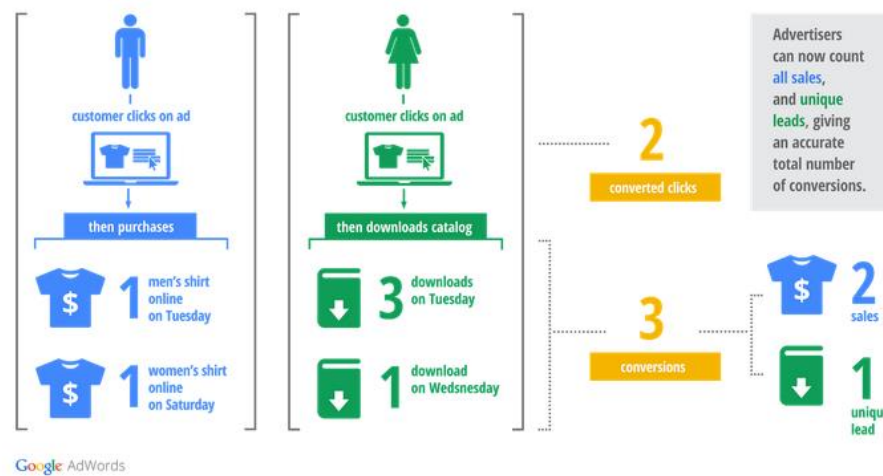 customer clicks on ad
$
then purchases
$
1
men's shirt
online
on Tuesday
$
1
women's shirt
online
on Saturday
customer clicks on ad
then downloads catalog
3
downloads
on Tuesday
1
download
on Wedsnesday
2
converted clicks
3
conversions
Advertisers
can now count
all sales,
and unique
leads, giving
an accurate
total number
of conversions.
$
2
sales
1
unique
lead
Google AdWords